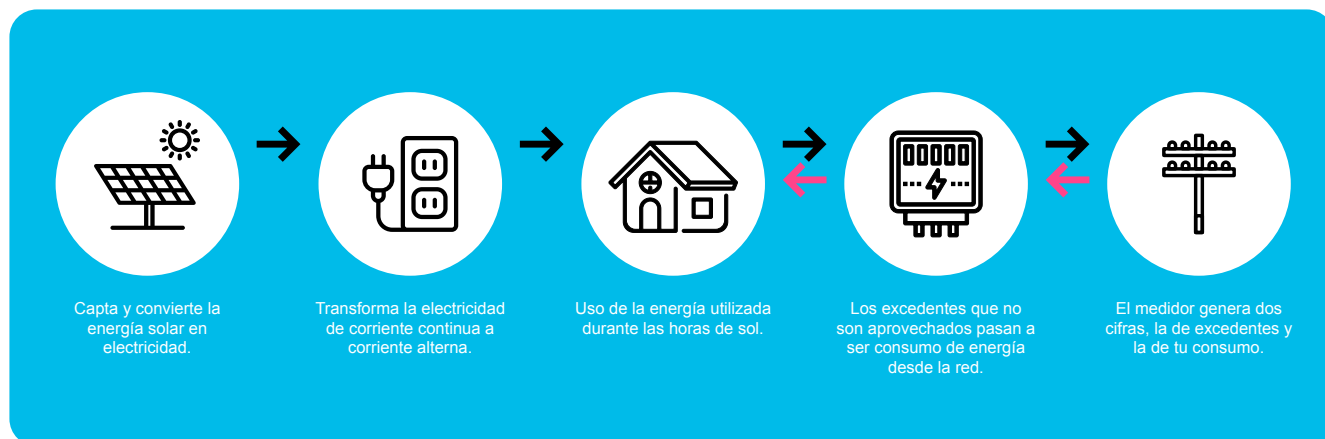 Capta y convierte la
energía solar en
electricidad.
Transforma la electricidad
de corriente continua a
corriente alterna.
Uso de la energía utilizada
durante las horas de sol.
Los excedentes que no
son aprovechados pasan a
ser consumo de energía
desde la red.
El medidor genera dos
cifras, la de excedentes y
la de tu consumo.